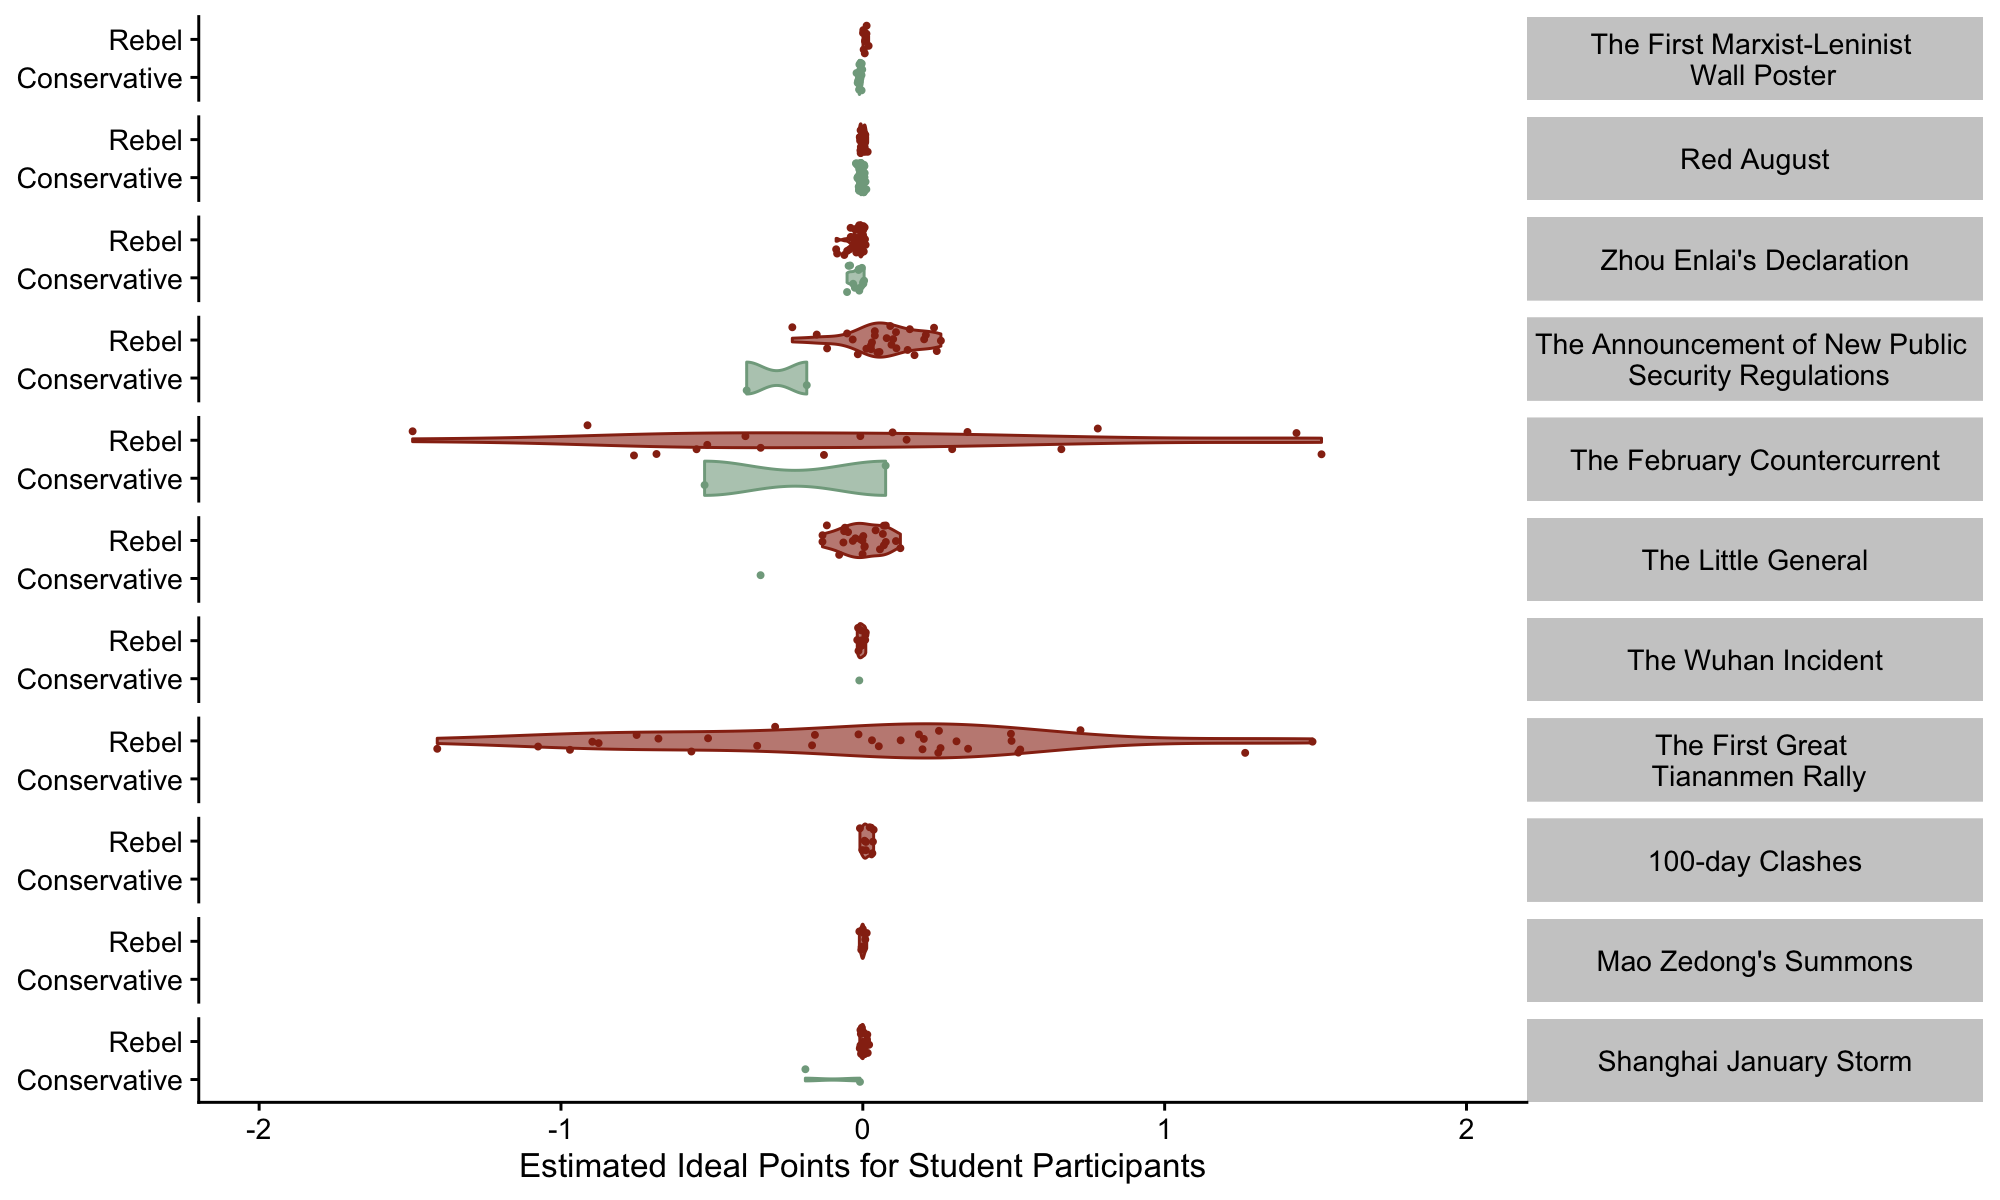 Rebel
Conservative
The First Marxist-Leninist
Wall Poster
Rebel
Conservative
Red August
Rebel
Conservative
Zhou Enlai's Declaration
Rebel
Conservative
The Announcement of New Public
Security Regulations
Rebel
Conservative
The February Countercurrent
Rebel
Conservative
The Little General
Rebel
Conservative
The Wuhan Incident
Rebel
Conservative
The First Great
Tiananmen Rally
Rebel
Conservative
100-day Clashes
Rebel
Conservative
Mao Zedong's Summons
Rebel
Conservative
Shanghai January Storm
-2 -1 0 1 2
Estimated Ideal Points for Student Participants